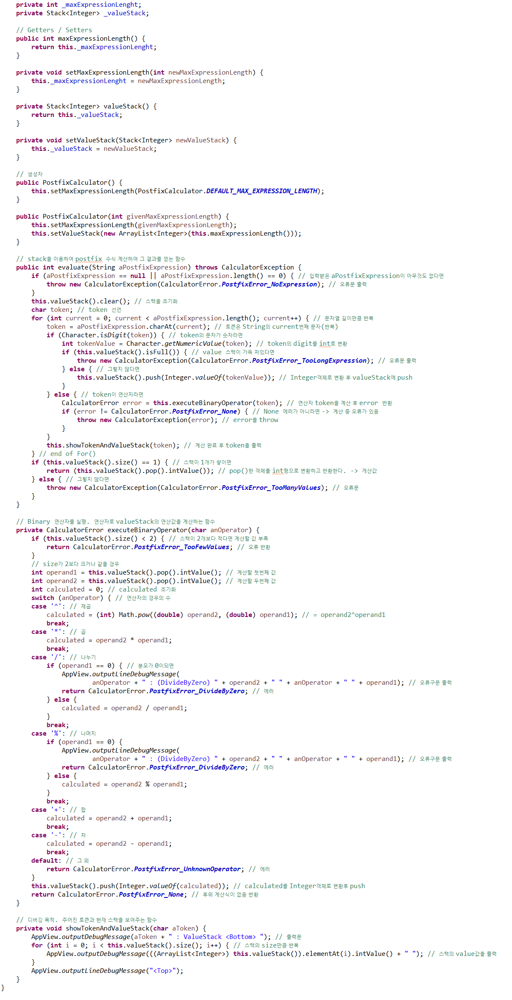 private int _maxExpressionLenght;
private Stack<Integer> _valueStack;
// Getters / Setters
public int maxExpressionLength() {
return this._maxExpressionLenght;
}
private void setMaxExpressionLength(int newMaxExpressionLength) {
this._maxExpressionLenght = newMaxExpressionLength;
}
private Stack<Integer> valueStack() {
return this._valueStack;
}
private void setValueStack(Stack<Integer> newValueStack) {
this._valueStack = newValueStack;
}
// 생성자
public PostfixCalculator() {
this.setMaxExpressionLength(PostfixCalculator.DEFAULT_MAX_EXPRESSION_LENGTH);
}
public PostfixCalculator(int givenMaxExpressionLength) {
this.setMaxExpressionLength(givenMaxExpressionLength);
this.setValueStack(new ArrayList<Integer>(this.maxExpressionLength()));
}
// stack을 이용하여 postfix 수식 계산하여 그 결과를 얻는 함수
public int evaluate(String aPostfixExpression) throws CalculatorException {
if (aPostfixExpression == null || aPostfixExpression.length() == 0) { // 입력받은 aPostfixExpression이 아무것도 없다면
throw new CalculatorException(CalculatorError.PostfixError_NoExpression); // 오류문 출력
}
this.valueStack().clear(); // 스택을 초기화
char token; // token 선언
for (int current = 0; current < aPostfixExpression.length(); current++) { // 문자열 길이만큼 반복
token = aPostfixExpression.charAt(current); // 토큰은 String의 current번째 문자(반복)
if (Character.isDigit(token)) { // token의 문자가 숫자라면
int tokenValue = Character.getNumericValue(token); // token의 digit를 int로 변환
if (this.valueStack().isFull()) { // value 스택이 가득 차있다면
throw new CalculatorException(CalculatorError.PostfixError_TooLongExpression); // 오류문 출력
} else { // 그렇지 않다면
this.valueStack().push(Integer.valueOf(tokenValue)); // Integer객체로 변환 후 valueStack에 push
}
} else { // token이 연산자라면
CalculatorError error = this.executeBinaryOperator(token); // 연산자 token을 계산 후 error 반환
if (error != CalculatorError.PostfixError_None) { // None 에러가 아니라면 -> 계산 중 오류가 있음
throw new CalculatorException(error); // error를 throw
}
}
this.showTokenAndValueStack(token); // 계산 완료 후 token을 출력
} // end of For()
if (this.valueStack().size() == 1) { // 스택이 1개가 쌓이면
return (this.valueStack().pop().intValue()); // pop()한 객체를 int형으로 변환하고 반환한다. -> 게산값
} else { // 그렇지 않다면
throw new CalculatorException(CalculatorError.PostfixError_TooManyValues); // 오류문
}
}
// Binary 연산자를 실행. 연산자로 valueStack의 연산값을 계산하는 함수
private CalculatorError executeBinaryOperator(char anOperator) {
if (this.valueStack().size() < 2) { // 스택이 2개보다 적다면 계산할 값 부족
return CalculatorError.PostfixError_TooFewValues; // 오류 반환
}
// size가 2보다 크거나 같을 경우
int operand1 = this.valueStack().pop().intValue(); // 계산할 첫번째 값
int operand2 = this.valueStack().pop().intValue(); // 계산할 두번째 값
int calculated = 0; // calculated 초기화
switch (anOperator) { // 연산자의 경우의 수
case '^': // 제곱
calculated = (int) Math.pow((double) operand2, (double) operand1); // = operand2^operand1
break;
case '*': // 곱
calculated = operand2 * operand1;
break;
case '/': // 나누기
if (operand1 == 0) { // 분모가 0이되면
AppView.outputLineDebugMessage(
anOperator + " : (DivideByZero) " + operand2 + " " + anOperator + " " + operand1); // 오류구문 출력
return CalculatorError.PostfixError_DivideByZero; // 에러
} else {
calculated = operand2 / operand1;
}
break;
case '%': // 나머지
if (operand1 == 0) {
AppView.outputLineDebugMessage(
anOperator + " : (DivideByZero) " + operand2 + " " + anOperator + " " + operand1); // 오류구문 출력
return CalculatorError.PostfixError_DivideByZero; // 에러
} else {
calculated = operand2 % operand1;
}
break;
case '+': // 합
calculated = operand2 + operand1;
break;
case '-': // 차
calculated = operand2 - operand1;
break;
default: // 그 외
return CalculatorError.PostfixError_UnknownOperator; // 에러
}
this.valueStack().push(Integer.valueOf(calculated)); // calculated를 Integer객체로 변환후 push
return CalculatorError.PostfixError_None; // 후위 계산식이 없음 반환
}
// 디버깅 목적. 주어진 토큰과 현재 스택을 보여주는 함수
private void showTokenAndValueStack(char aToken) {
AppView.outputDebugMessage(aToken + " : ValueStack <Bottom> "); // 출력문
for (int i = 0; i < this.valueStack().size(); i++) { // 스택의 size만큼 반복
AppView.outputDebugMessage(((ArrayList<Integer>) this.valueStack()).elementAt(i).intValue() + " "); // 스택의 value값을 출력
}
AppView.outputLineDebugMessage("<Top>");
}
}